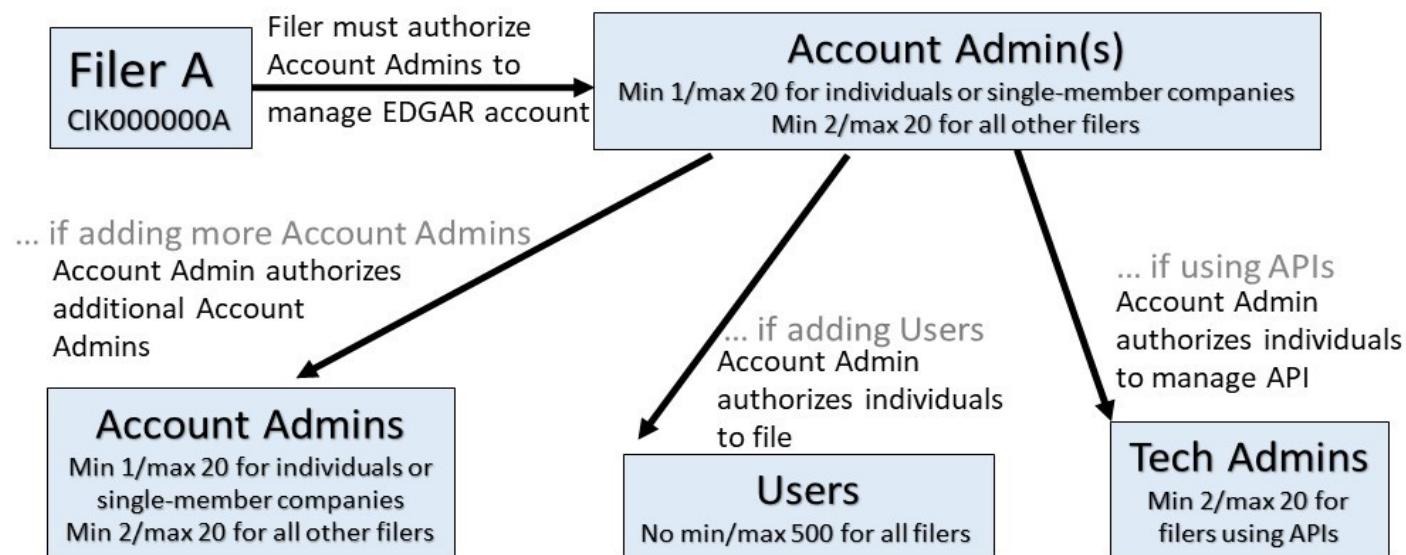 Filer A
CIK000000A
Filer must authorize
Account Admins to
manage EDGAR account
Account Admin(s)
Min 1/max 20 for individuals or single-member companies
Min 2/max 20 for all other filers
... if adding more Account Admins
Account Admin authorizes
additional Account
Admins
... if adding Users
Account Admin
authorizes individuals
to file
... if using APIs
Account Admin
authorizes individuals
to manage API
Account Admins
Min 1/max 20 for individuals or
single-member companies
Min 2/max 20 for all other filers
Users
No min/max 500 for all filers
Tech Admins
Min 2/max 20 for
filers using APIs